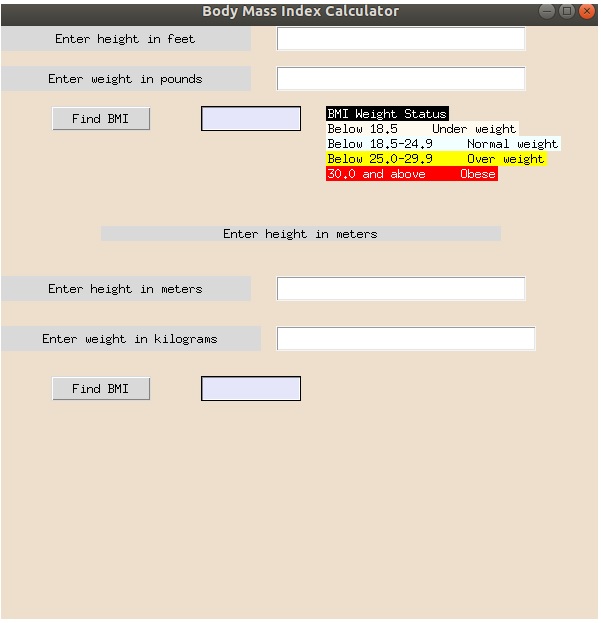 Body Mass Index Calculator
Enter height in feet
Enter weight in pounds
Find BMI
BMI Weight Status
Below 18.5 Under weight
Below 18.5-24.9 Normal weight
Below 25.0-29.9 Over weight
30.0 and above Obese
Enter height in meters
Enter height in meters
Enter weight in kilograms
Find BMI